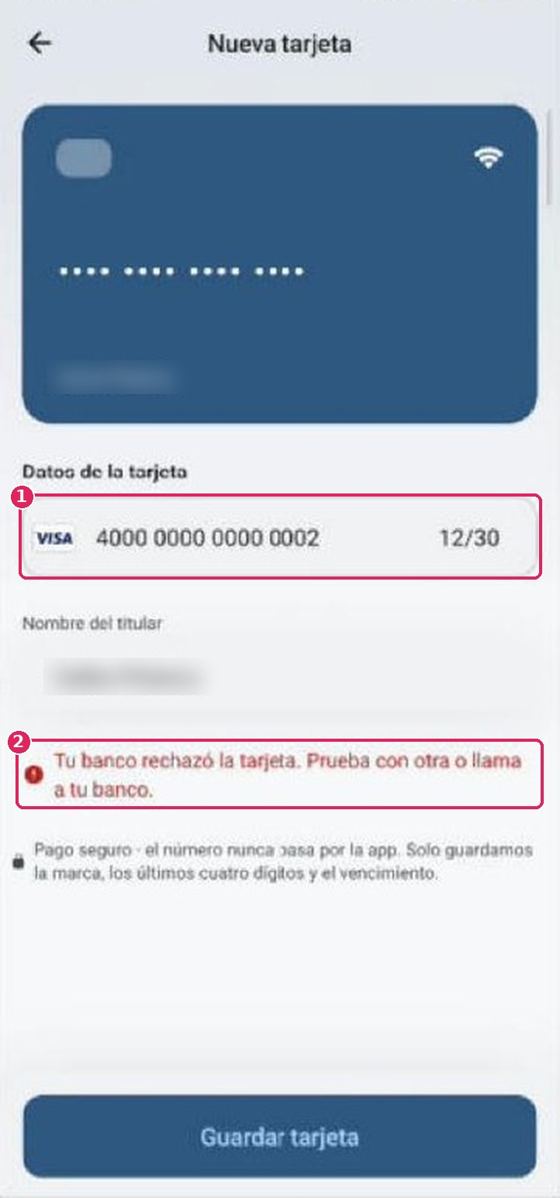 Nueva tarjeta
•••• •••• •••• ••••
Datos de la tarjeta
1
VISA 4000 0000 0000 0002 12/30
Nombre del titular
2
Tu banco rechazó la tarjeta. Prueba con otra o llama
a tu banco.
Pago seguro · el número nunca pasa por la app. Solo guardamos
la marca, los últimos cuatro dígitos y el vencimiento.
Guardar tarjeta